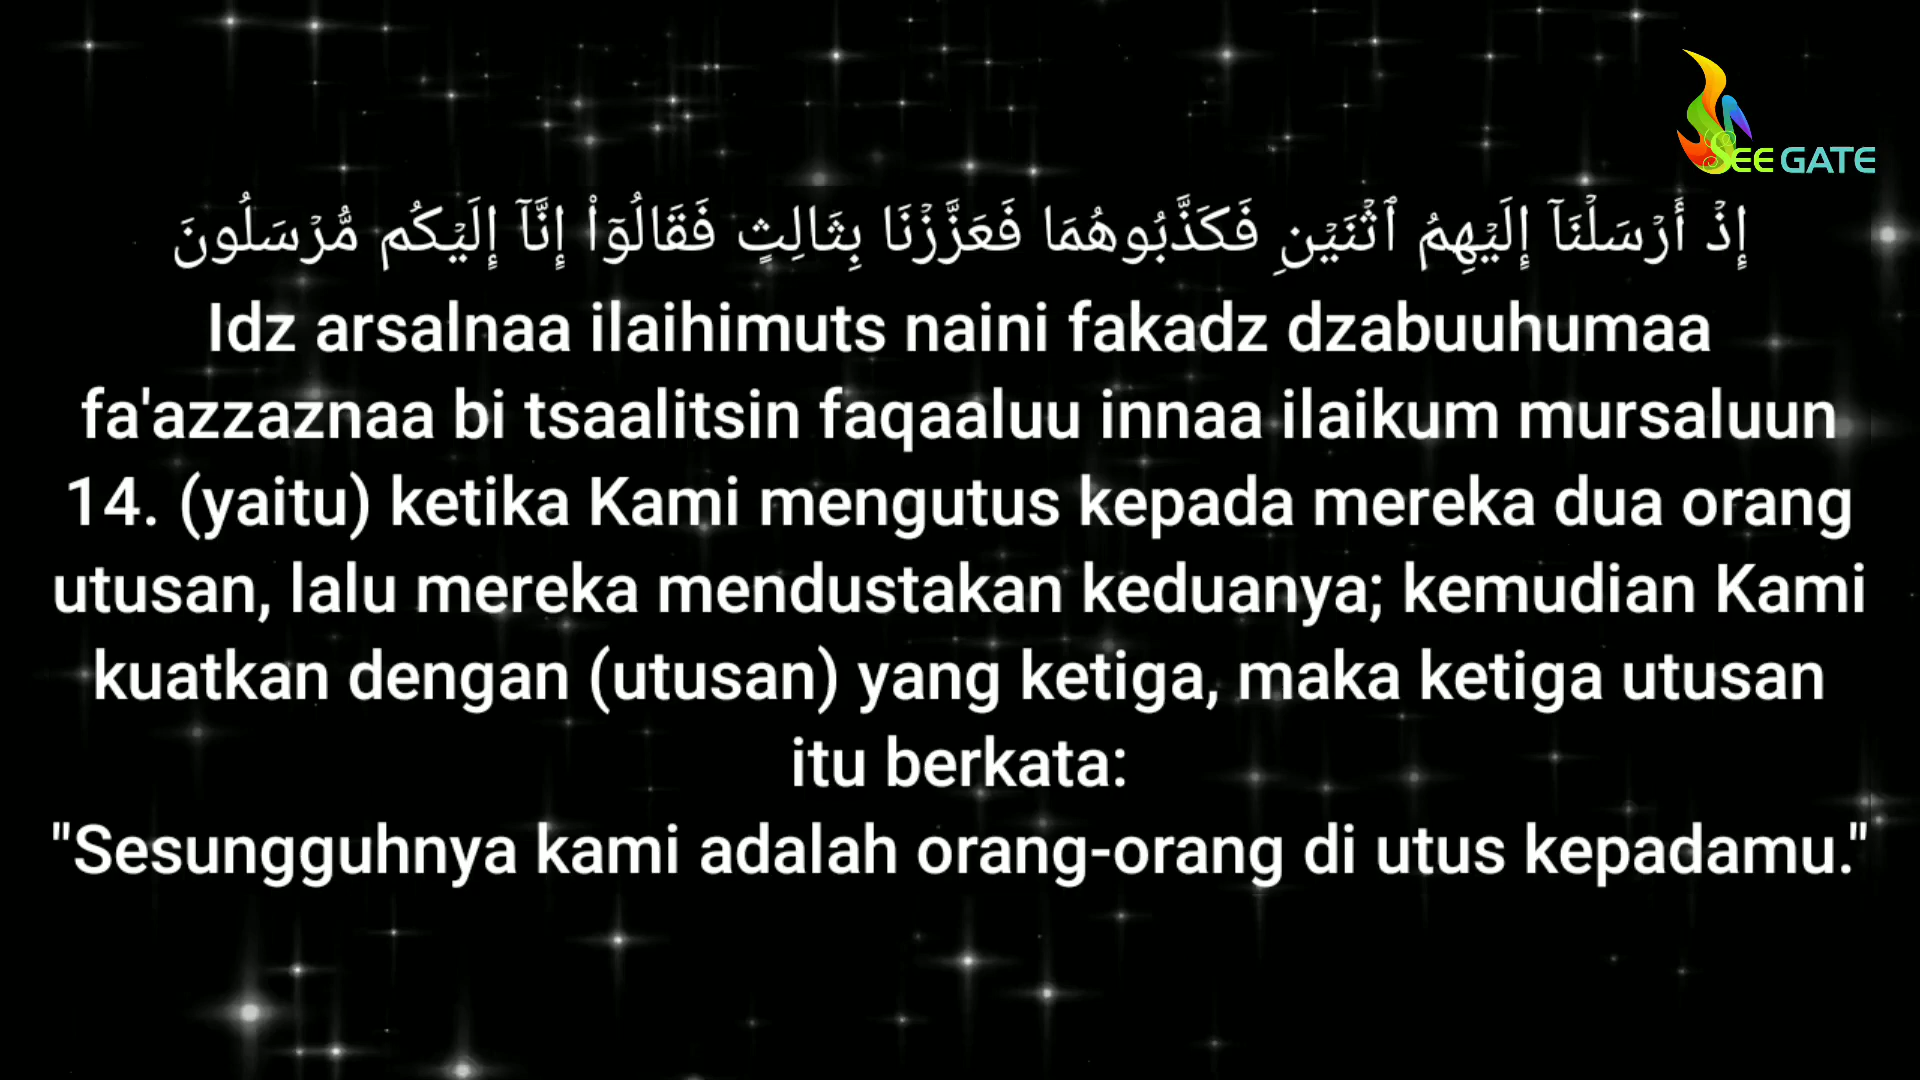 SEE GATE
إِذۡ أَرۡسَلۡنَآ إِلَيۡهِمُ ٱثۡنَيۡنِ فَكَذَّبُوهُمَا فَعَزَّزۡنَا بِثَالِثٖ فَقَالُوٓاْ إِنَّآ إِلَيۡكُم مُّرۡسَلُونَ
Idz arsalnaa ilaihimuts naini fakadz dzabuuhumaa
fa'azzaznaa bi tsaalitsin faqaaluu innaa ilaikum mursaluun
14. (yaitu) ketika Kami mengutus kepada mereka dua orang
utusan, lalu mereka mendustakan keduanya; kemudian Kami
kuatkan dengan (utusan) yang ketiga, maka ketiga utusan
itu berkata:
"Sesungguhnya kami adalah orang-orang di utus kepadamu."